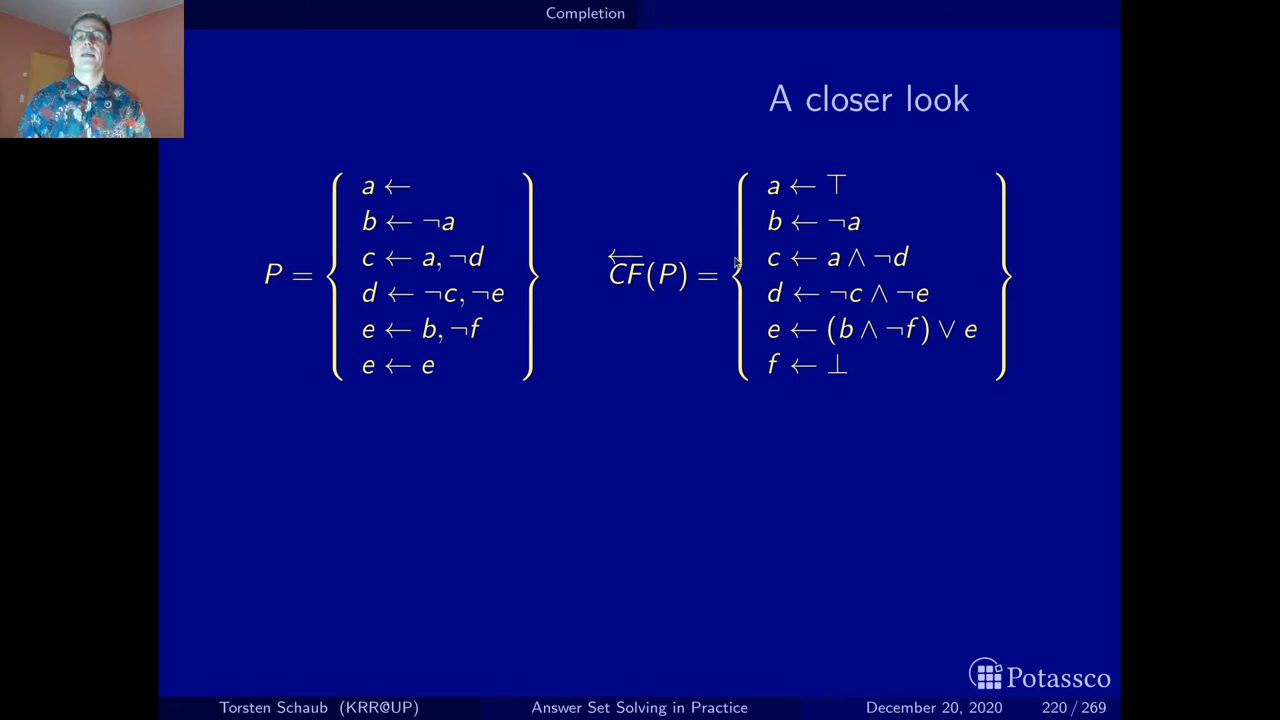 Completion
A closer look
P = { a ←
b ← ¬a
c ← a, ¬d
d ← ¬c, ¬e
e ← b, ¬f
e ← e }
←CF(P) = { a ← ⊤
b ← ¬a
c ← a ∧ ¬d
d ← ¬c ∧ ¬e
e ← (b ∧ ¬f) ∨ e
f ← ⊥ }
Potassco
Torsten Schaub (KRR@UP) Answer Set Solving in Practice December 20, 2020 220 / 269